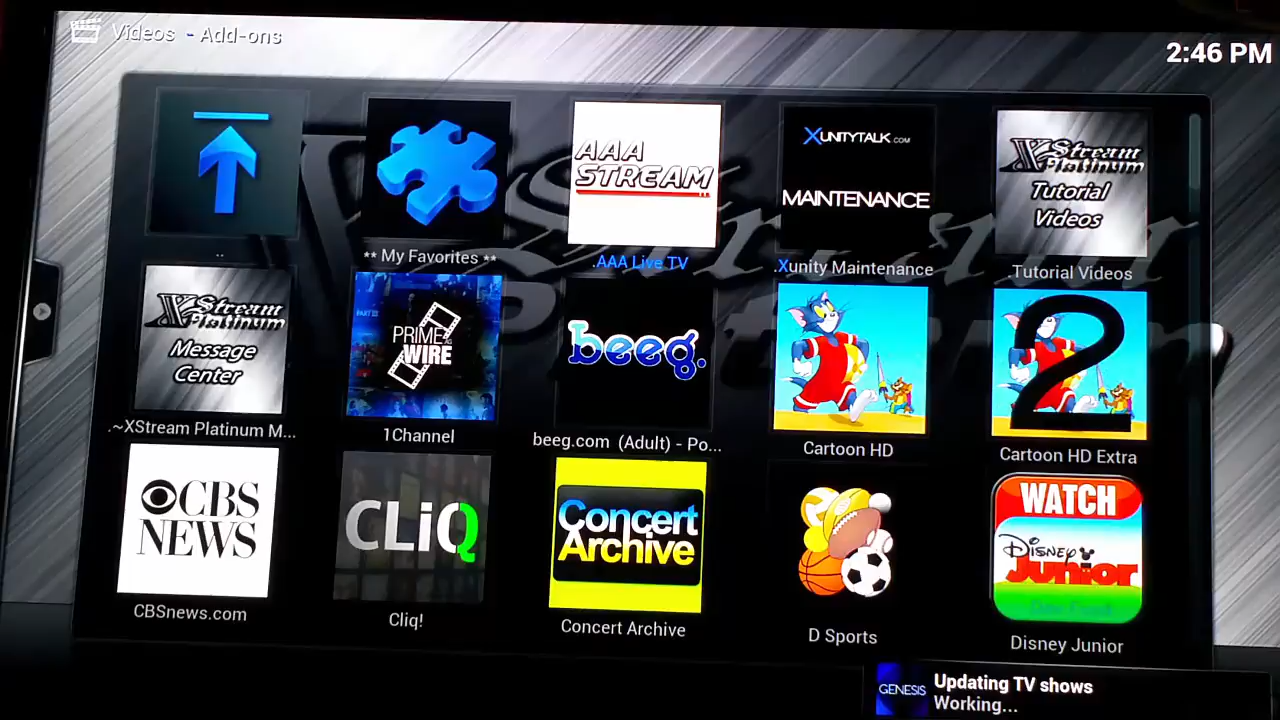 Videos - Add-ons
2:46 PM
AAA
STREAM
XUNITYTALK.COM
MAINTENANCE
XStream
Platinum
Tutorial
Videos
..
** My Favorites **
.AAA Live TV
.Xunity Maintenance
.Tutorial Videos
XStream
Platinum
Message
Center
PRIME
WIRE
beeg.
2
.~XStream Platinum M...
1Channel
beeg.com (Adult) - Po...
Cartoon HD
Cartoon HD Extra
CBS
NEWS
CLiQ
Concert
Archive
WATCH
Disney
Junior
CBSnews.com
Cliq!
Concert Archive
D Sports
Disney Junior
GENESIS
Updating TV shows
Working...